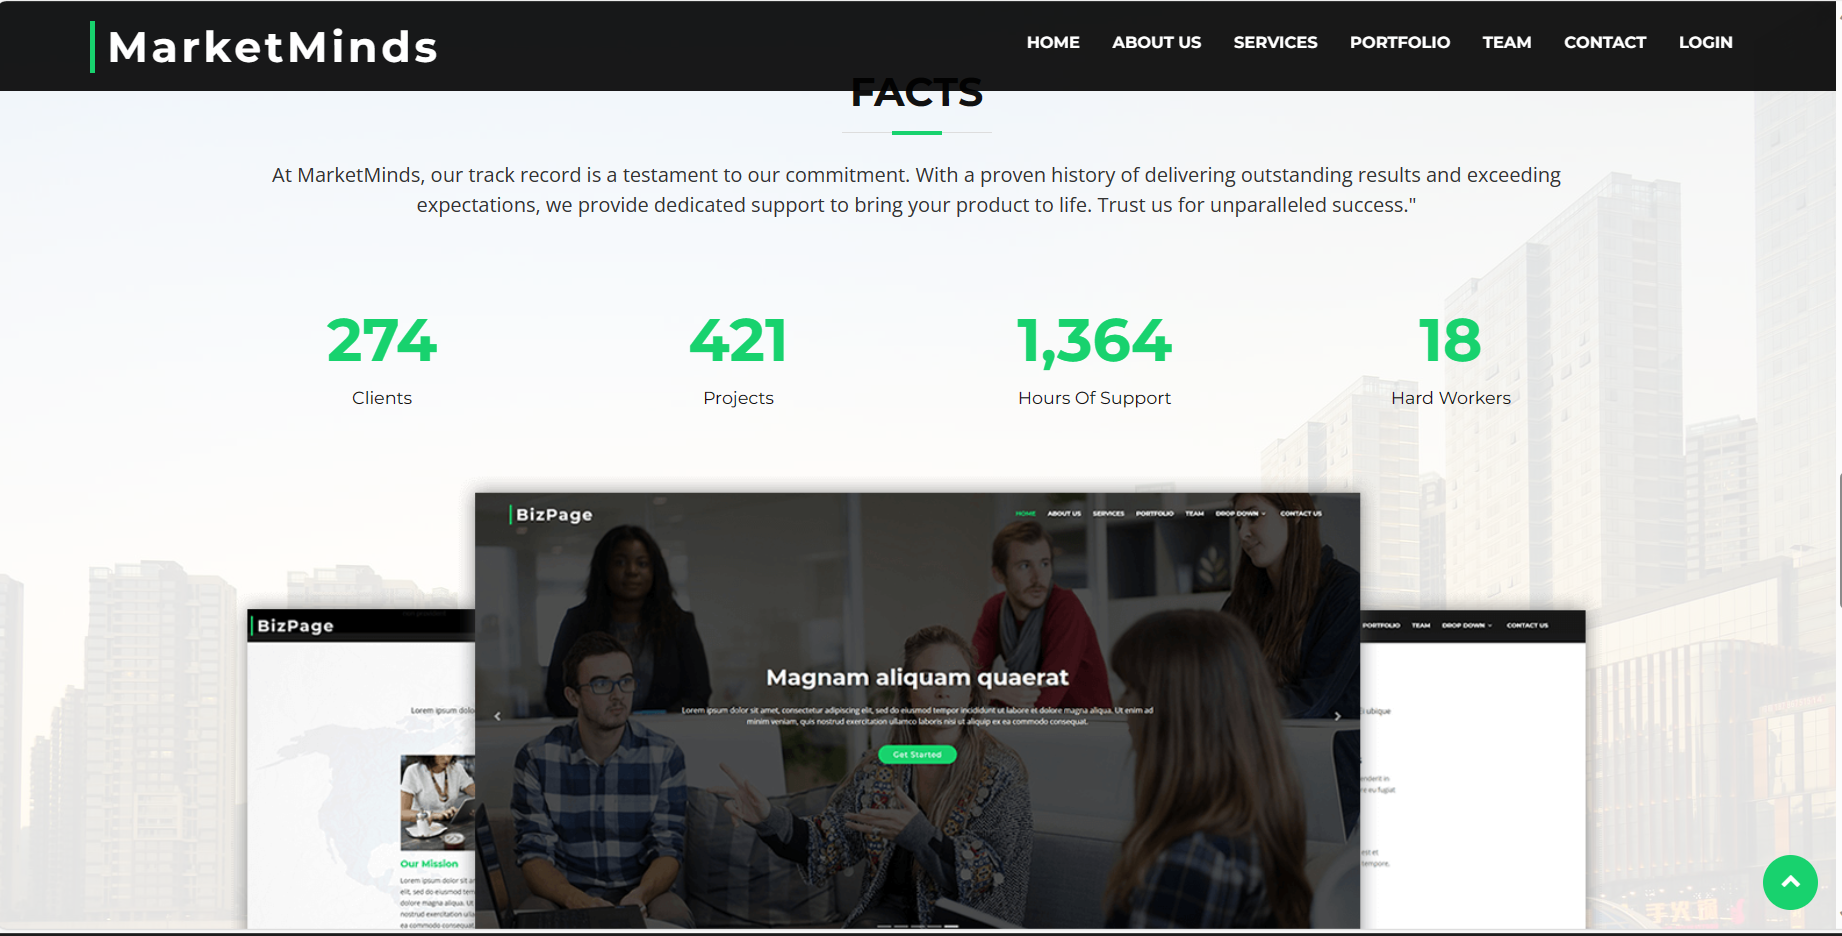 MarketMinds
HOME ABOUT US SERVICES PORTFOLIO TEAM CONTACT LOGIN
FACTS
At MarketMinds, our track record is a testament to our commitment. With a proven history of delivering outstanding results and exceeding
expectations, we provide dedicated support to bring your product to life. Trust us for unparalleled success."
274
Clients
421
Projects
1,364
Hours Of Support
18
Hard Workers
BizPage
HOME ABOUT US SERVICES PORTFOLIO TEAM DROP DOWN CONTACT US
Magnam aliquam quaerat
Lorem ipsum dolor sit amet, consectetur adipiscing elit, sed do eiusmod tempor incididunt ut labore et dolore magna aliqua. Ut enim ad
minim veniam, quis nostrud exercitation ullamco laboris nisi ut aliquip ex ea commodo consequat.
Get Started
BizPage
Lorem ipsum dolo
Our Mission
Lorem ipsum dolor sit a
elit, sed do eiusmod tem
dolore magna aliqua. Ut
nostrud exercitation ulla
ea commodo consequat
PORTFOLIO TEAM DROP DOWN CONTACT US
ubique
enderit in
re eu fugiat
est et
tempore,